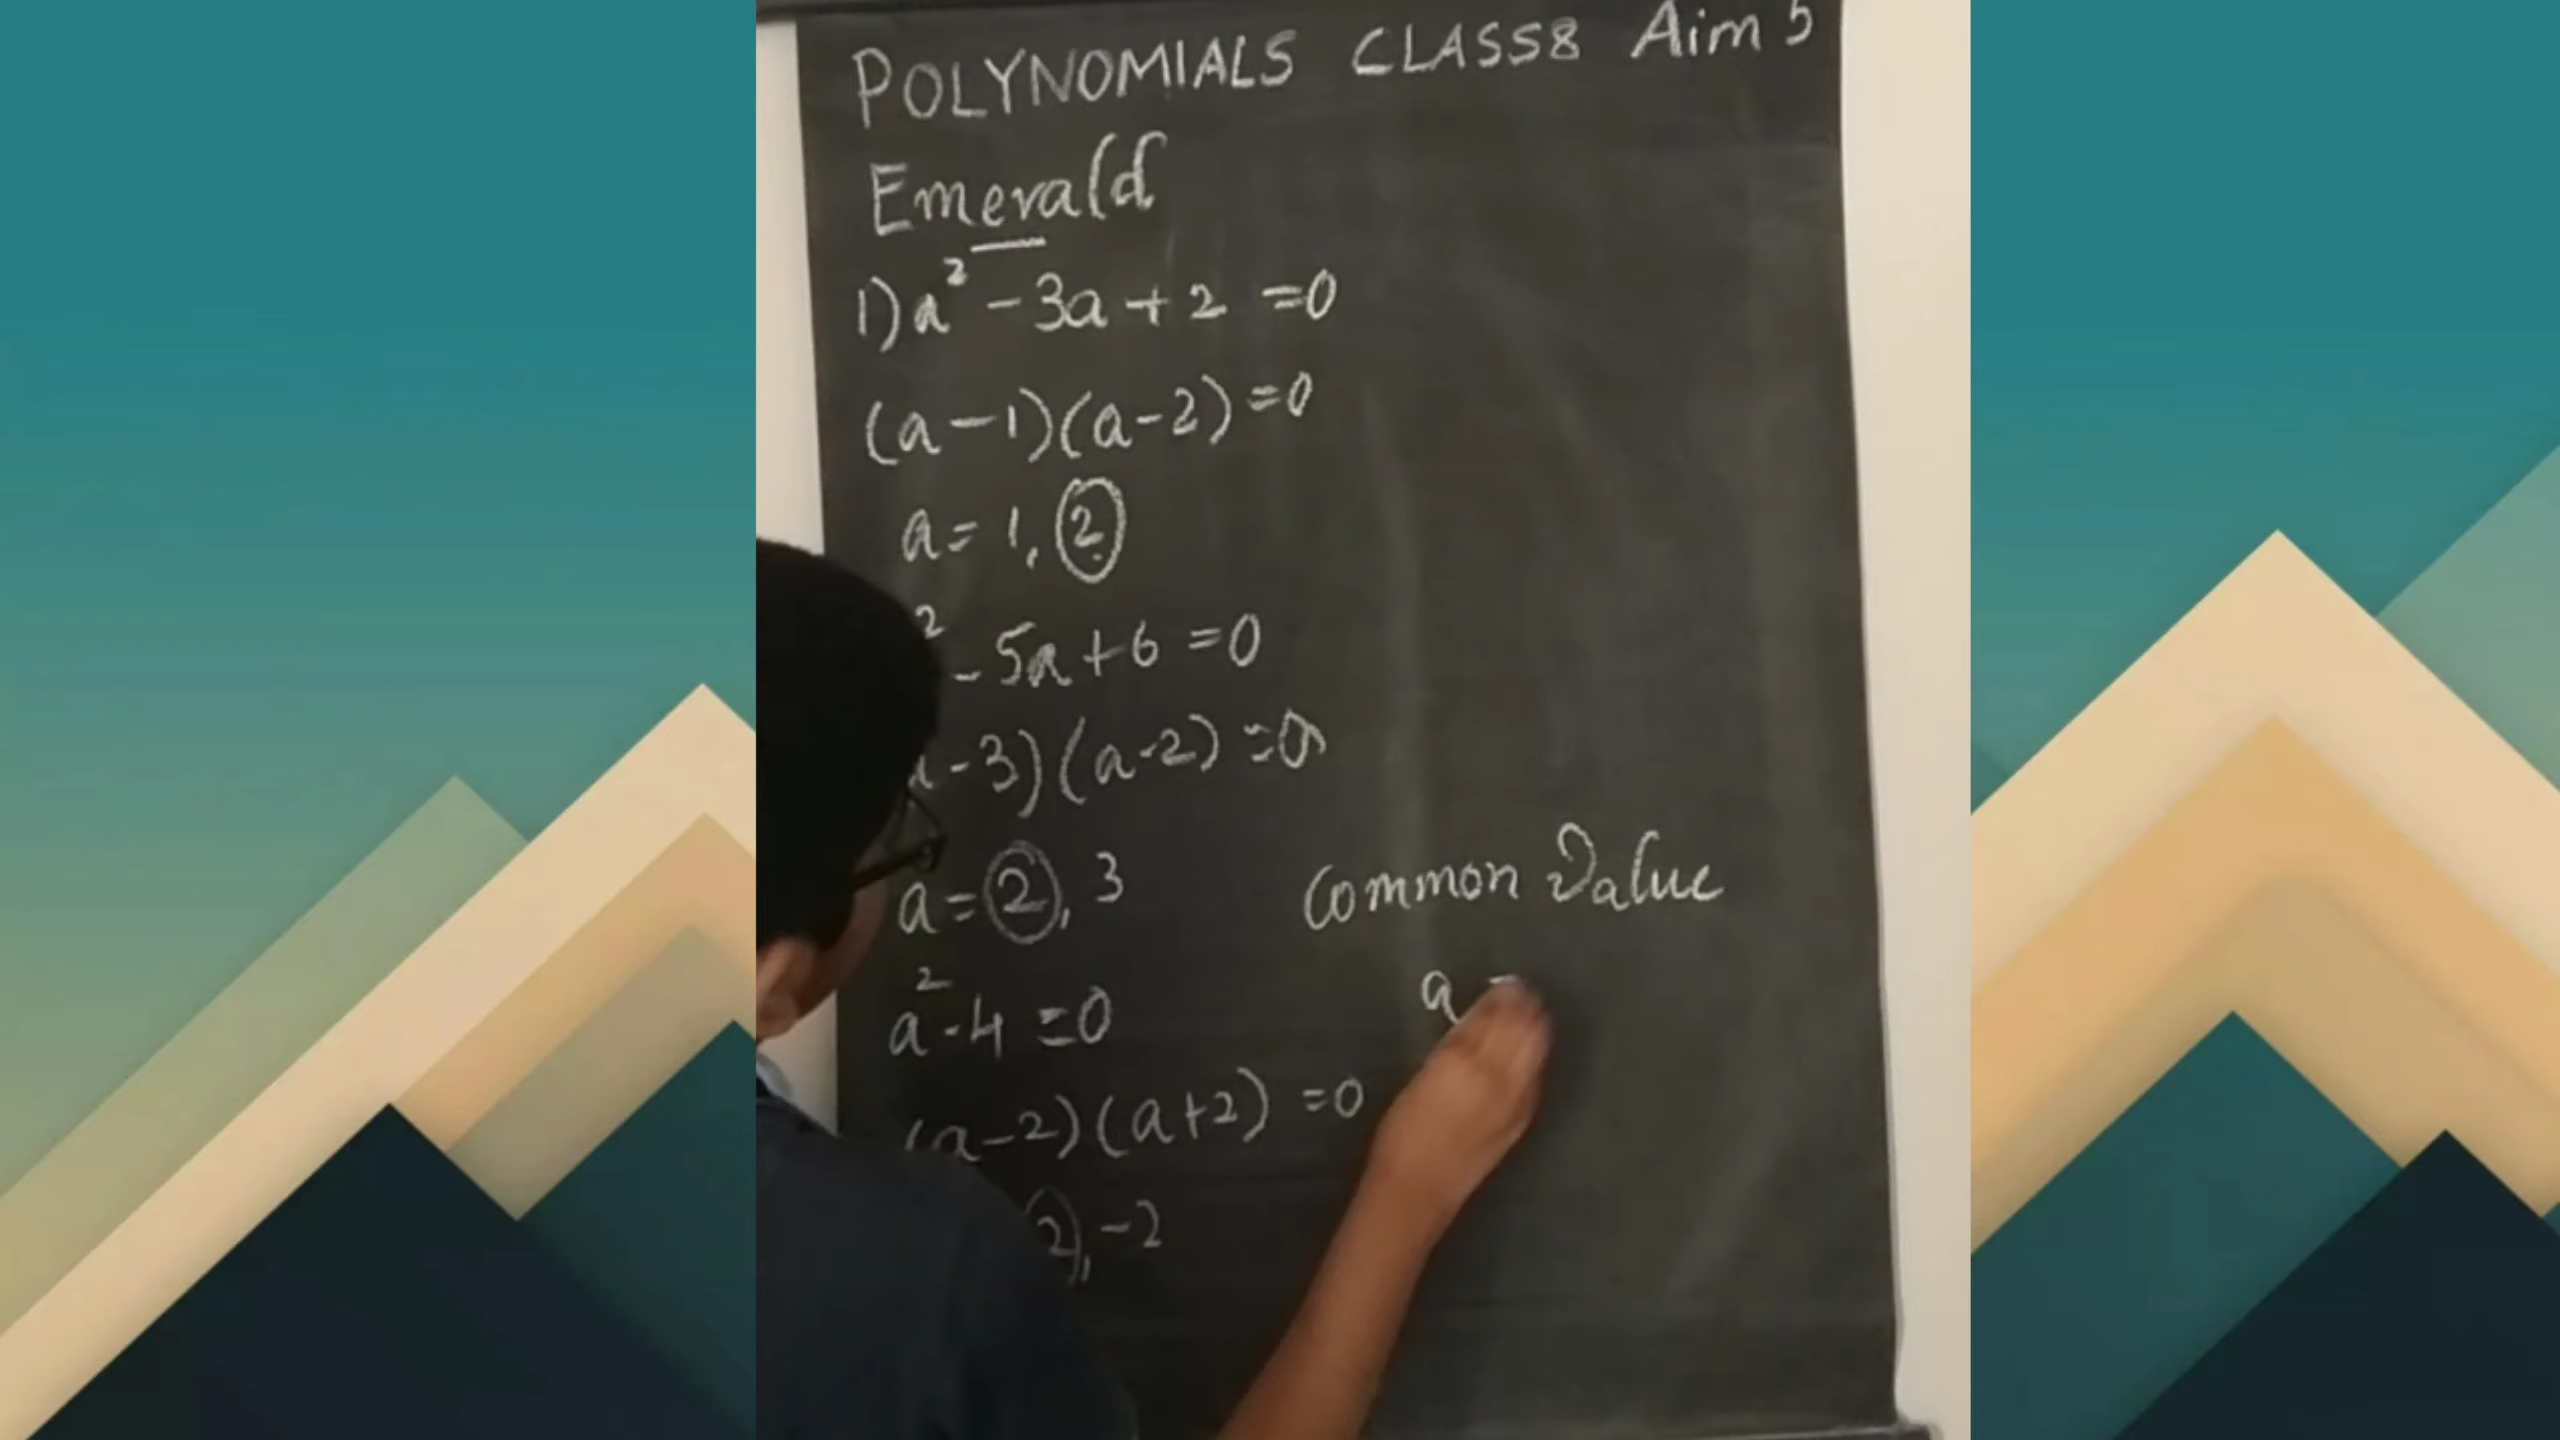 POLYNOMIALS CLASS8 Aim 5
Emerald
1) a² - 3a + 2 = 0
(a - 1)(a - 2) = 0
a = 1, 2
² - 5a + 6 = 0
- 3)(a - 2) = 0
a = 2, 3
Common Value
a² - 4 = 0
a =
(a - 2)(a + 2) = 0
2, -2